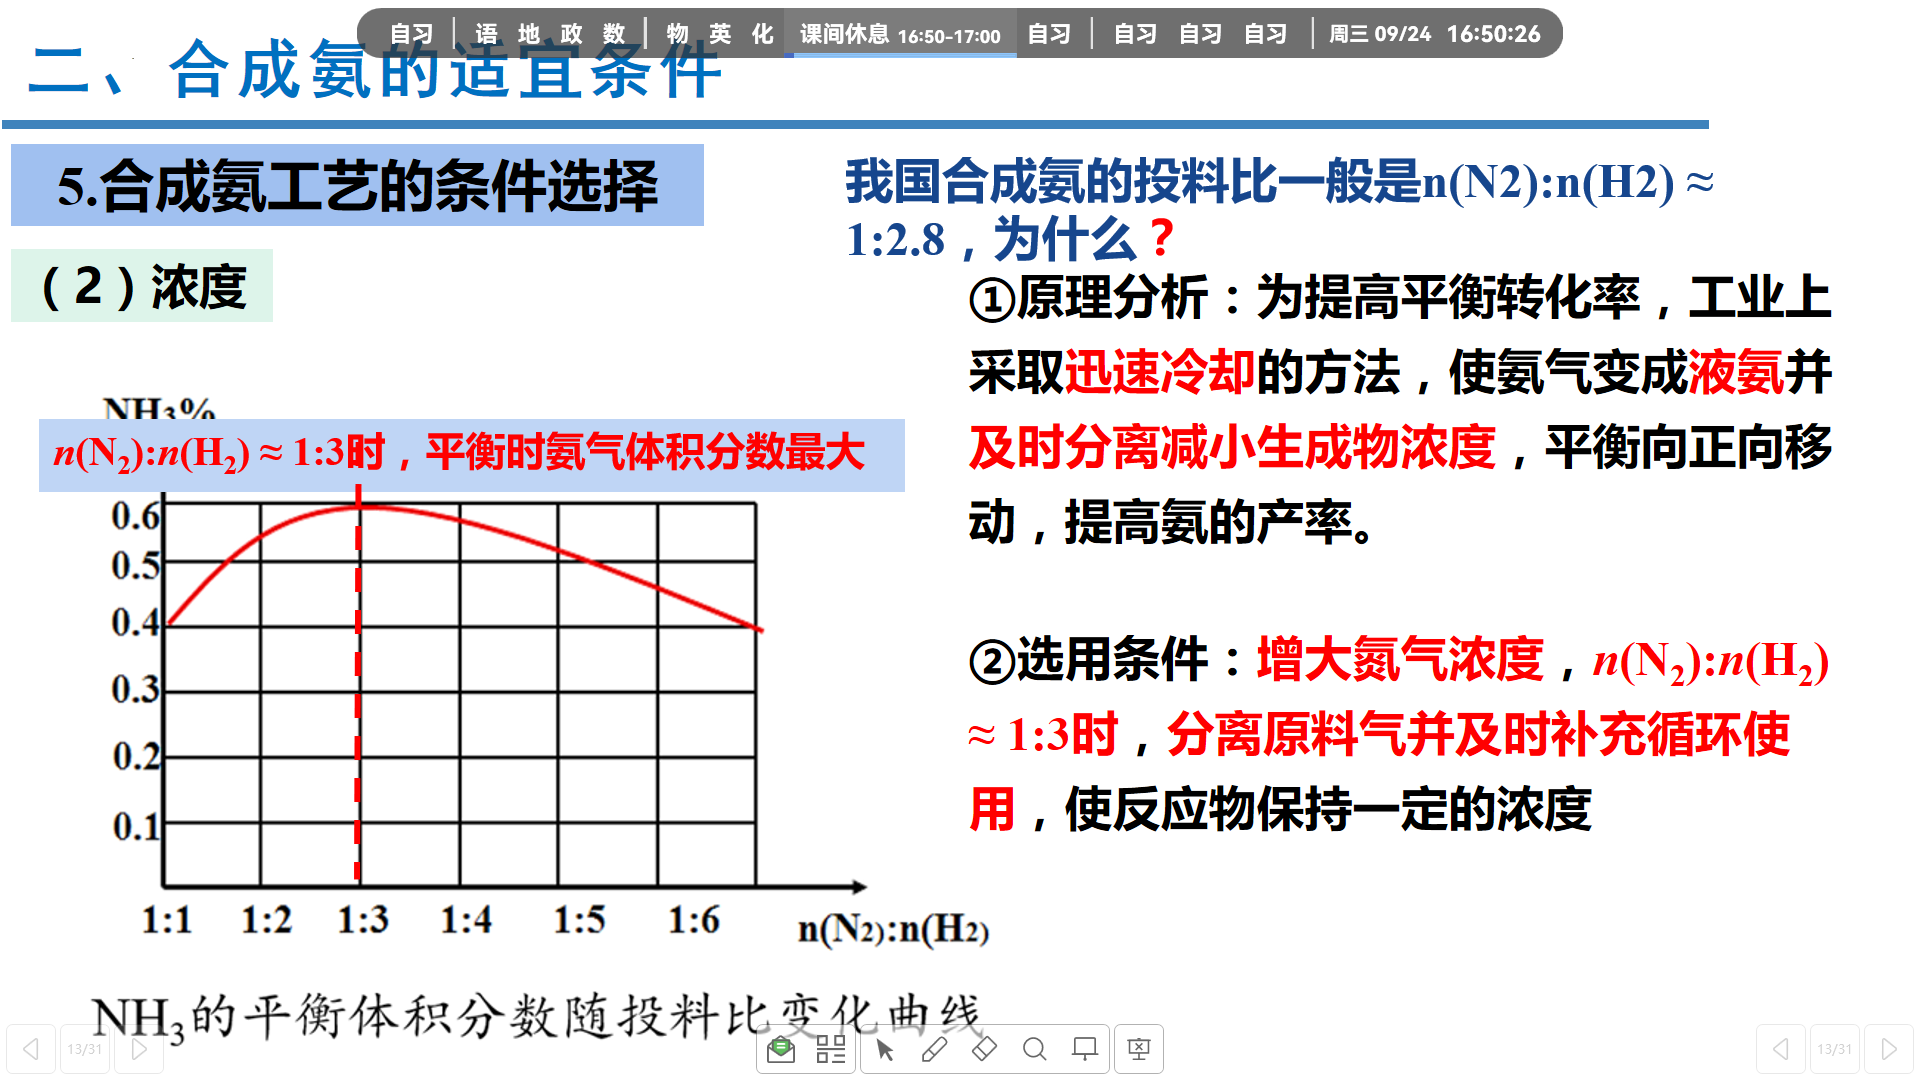 自习 | 语 地 政 数 | 物 英 化 课间休息 16:50-17:00 自习 | 自习 自习 自习 | 周三 09/24 16:50:26
二、合成氨的适宜条件
5.合成氨工艺的条件选择
（2）浓度
我国合成氨的投料比一般是n(N2):n(H2) ≈
1:2.8，为什么？
①原理分析：为提高平衡转化率，工业上
采取迅速冷却的方法，使氨气变成液氨并
及时分离减小生成物浓度，平衡向正向移
动，提高氨的产率。
②选用条件：增大氮气浓度，n(N₂):n(H₂)
≈ 1:3时，分离原料气并及时补充循环使
用，使反应物保持一定的浓度
NH₃%
n(N₂):n(H₂) ≈ 1:3时，平衡时氨气体积分数最大
0.6
0.5
0.4
0.3
0.2
0.1
1:1 1:2 1:3 1:4 1:5 1:6 n(N₂):n(H₂)
NH₃的平衡体积分数随投料比变化曲线
13/31
13/31